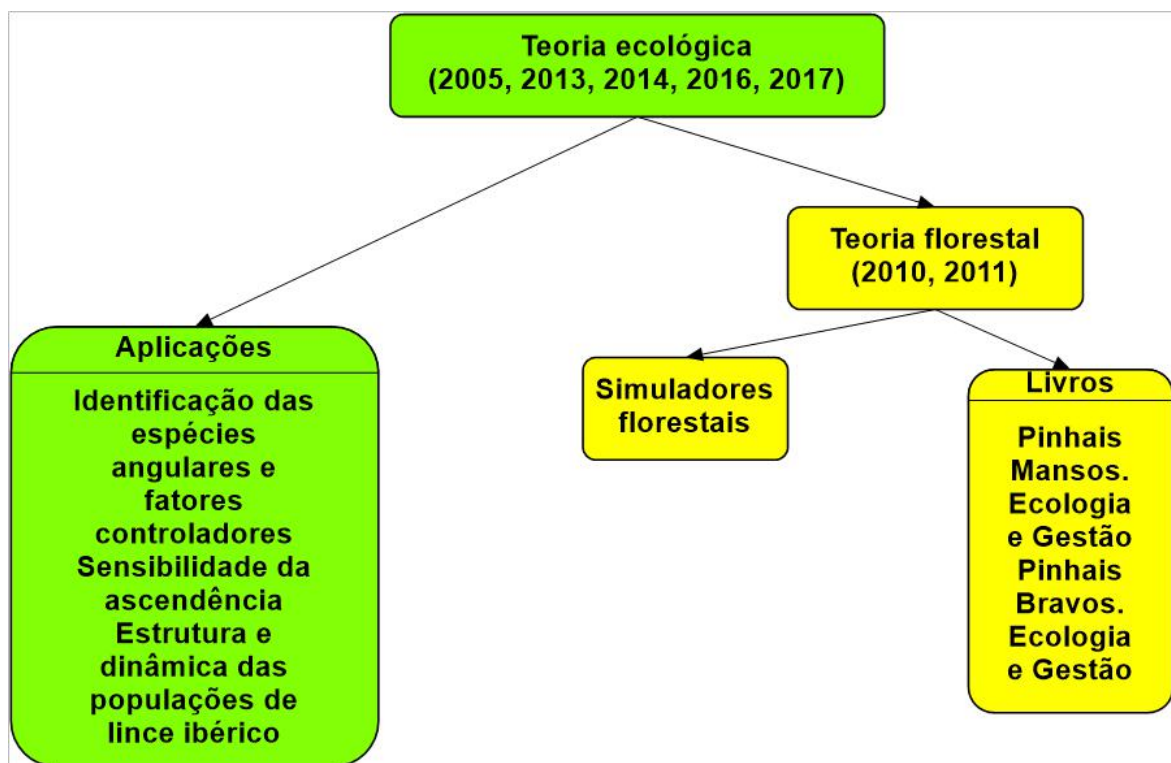 Teoria ecológica
(2005, 2013, 2014, 2016, 2017)
Teoria florestal
(2010, 2011)
Aplicações
Identificação das
espécies
angulares e
fatores
controladores
Sensibilidade da
ascendência
Estrutura e
dinâmica das
populações de
lince ibérico
Simuladores
florestais
Livros
Pinhais
Mansos.
Ecologia
e Gestão
Pinhais
Bravos.
Ecologia
e Gestão